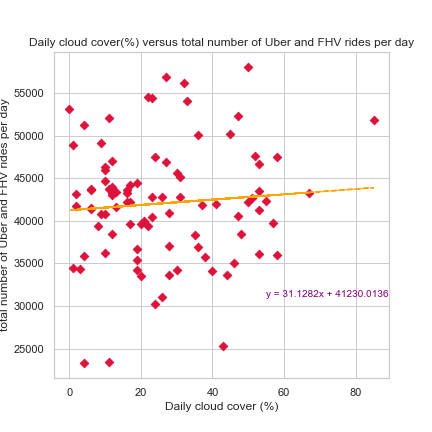 Daily cloud cover(%) versus total number of Uber and FHV rides per day
total number of Uber and FHV rides per day
55000
50000
45000
40000
35000
30000
25000
y = 31.1282x + 41230.0136
0 20 40 60 80
Daily cloud cover (%)